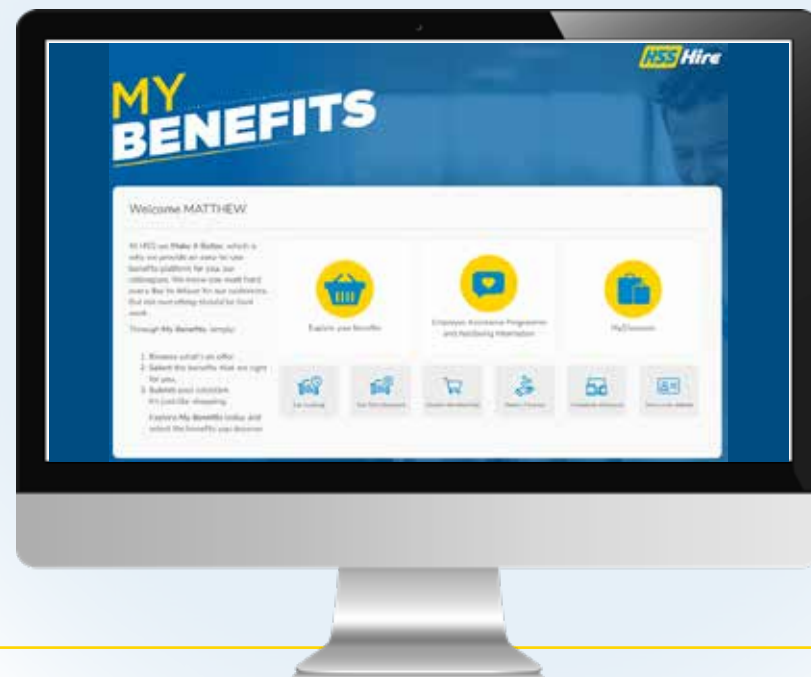 HSS Hire
MY
BENEFITS
Welcome MATTHEW
At HSS we Make it Better, which is
why we provide an easy to use
benefits platform for you, our
colleagues. We know you work hard
every day to deliver for our customers,
but not everything should be hard
work.
Through My Benefits, simply:
1. Browse what's on offer
2. Select the benefits that are right
for you,
3. Submit your
It's just like shopping.
Explore My Benefits today and
select the benefits you deserve
Explore your Benefits
Employee Assistance Programme
and Wellbeing Information
MyDiscounts